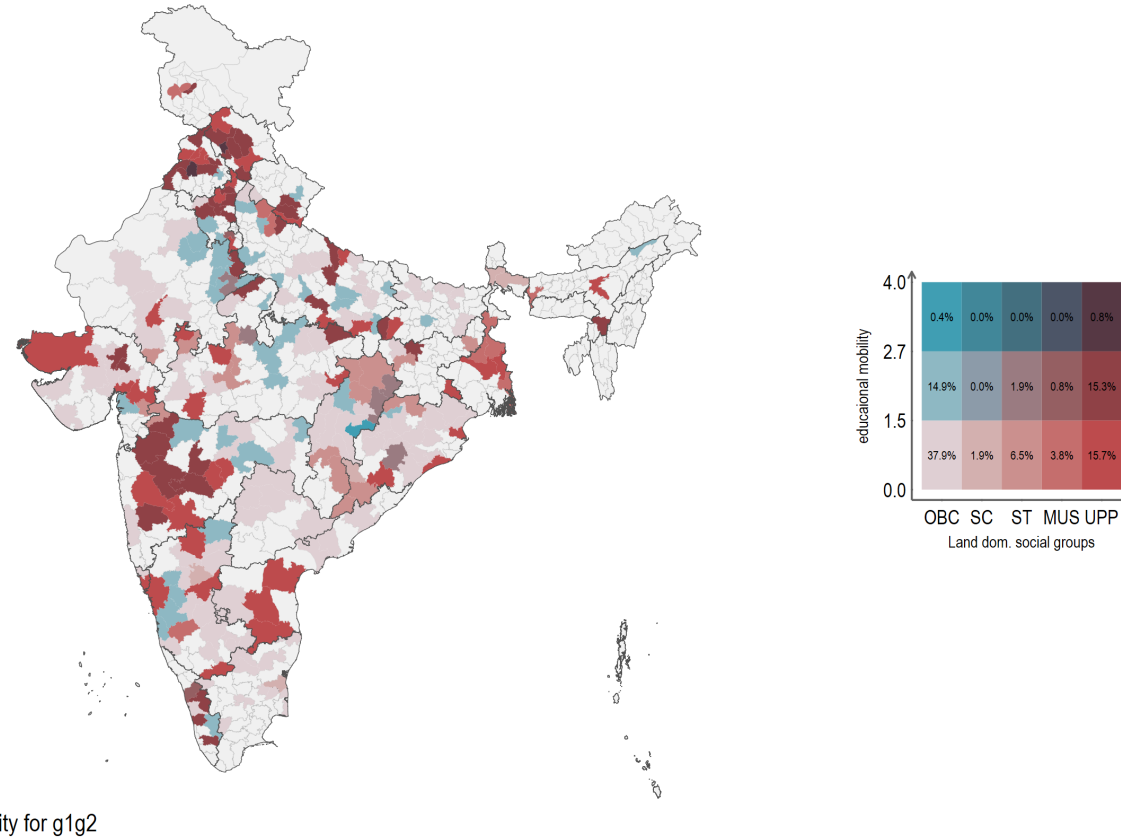 4.0
0.4% 0.0% 0.0% 0.0% 0.8%
2.7
14.9% 0.0% 1.9% 0.8% 15.3%
1.5
37.9% 1.9% 6.5% 3.8% 15.7%
0.0
educaional mobility
OBC SC ST MUS UPP
Land dom. social groups
ity for g1g2